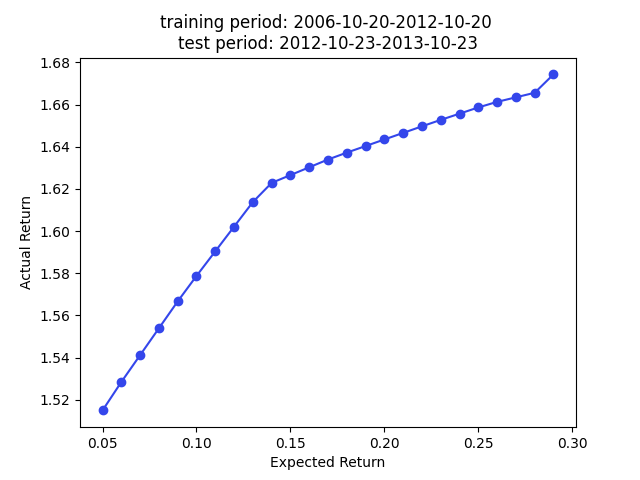 training period: 2006-10-20-2012-10-20
test period: 2012-10-23-2013-10-23
1.68
1.66
1.64
1.62
1.60
1.58
1.56
1.54
1.52
Actual Return
0.05 0.10 0.15 0.20 0.25 0.30
Expected Return